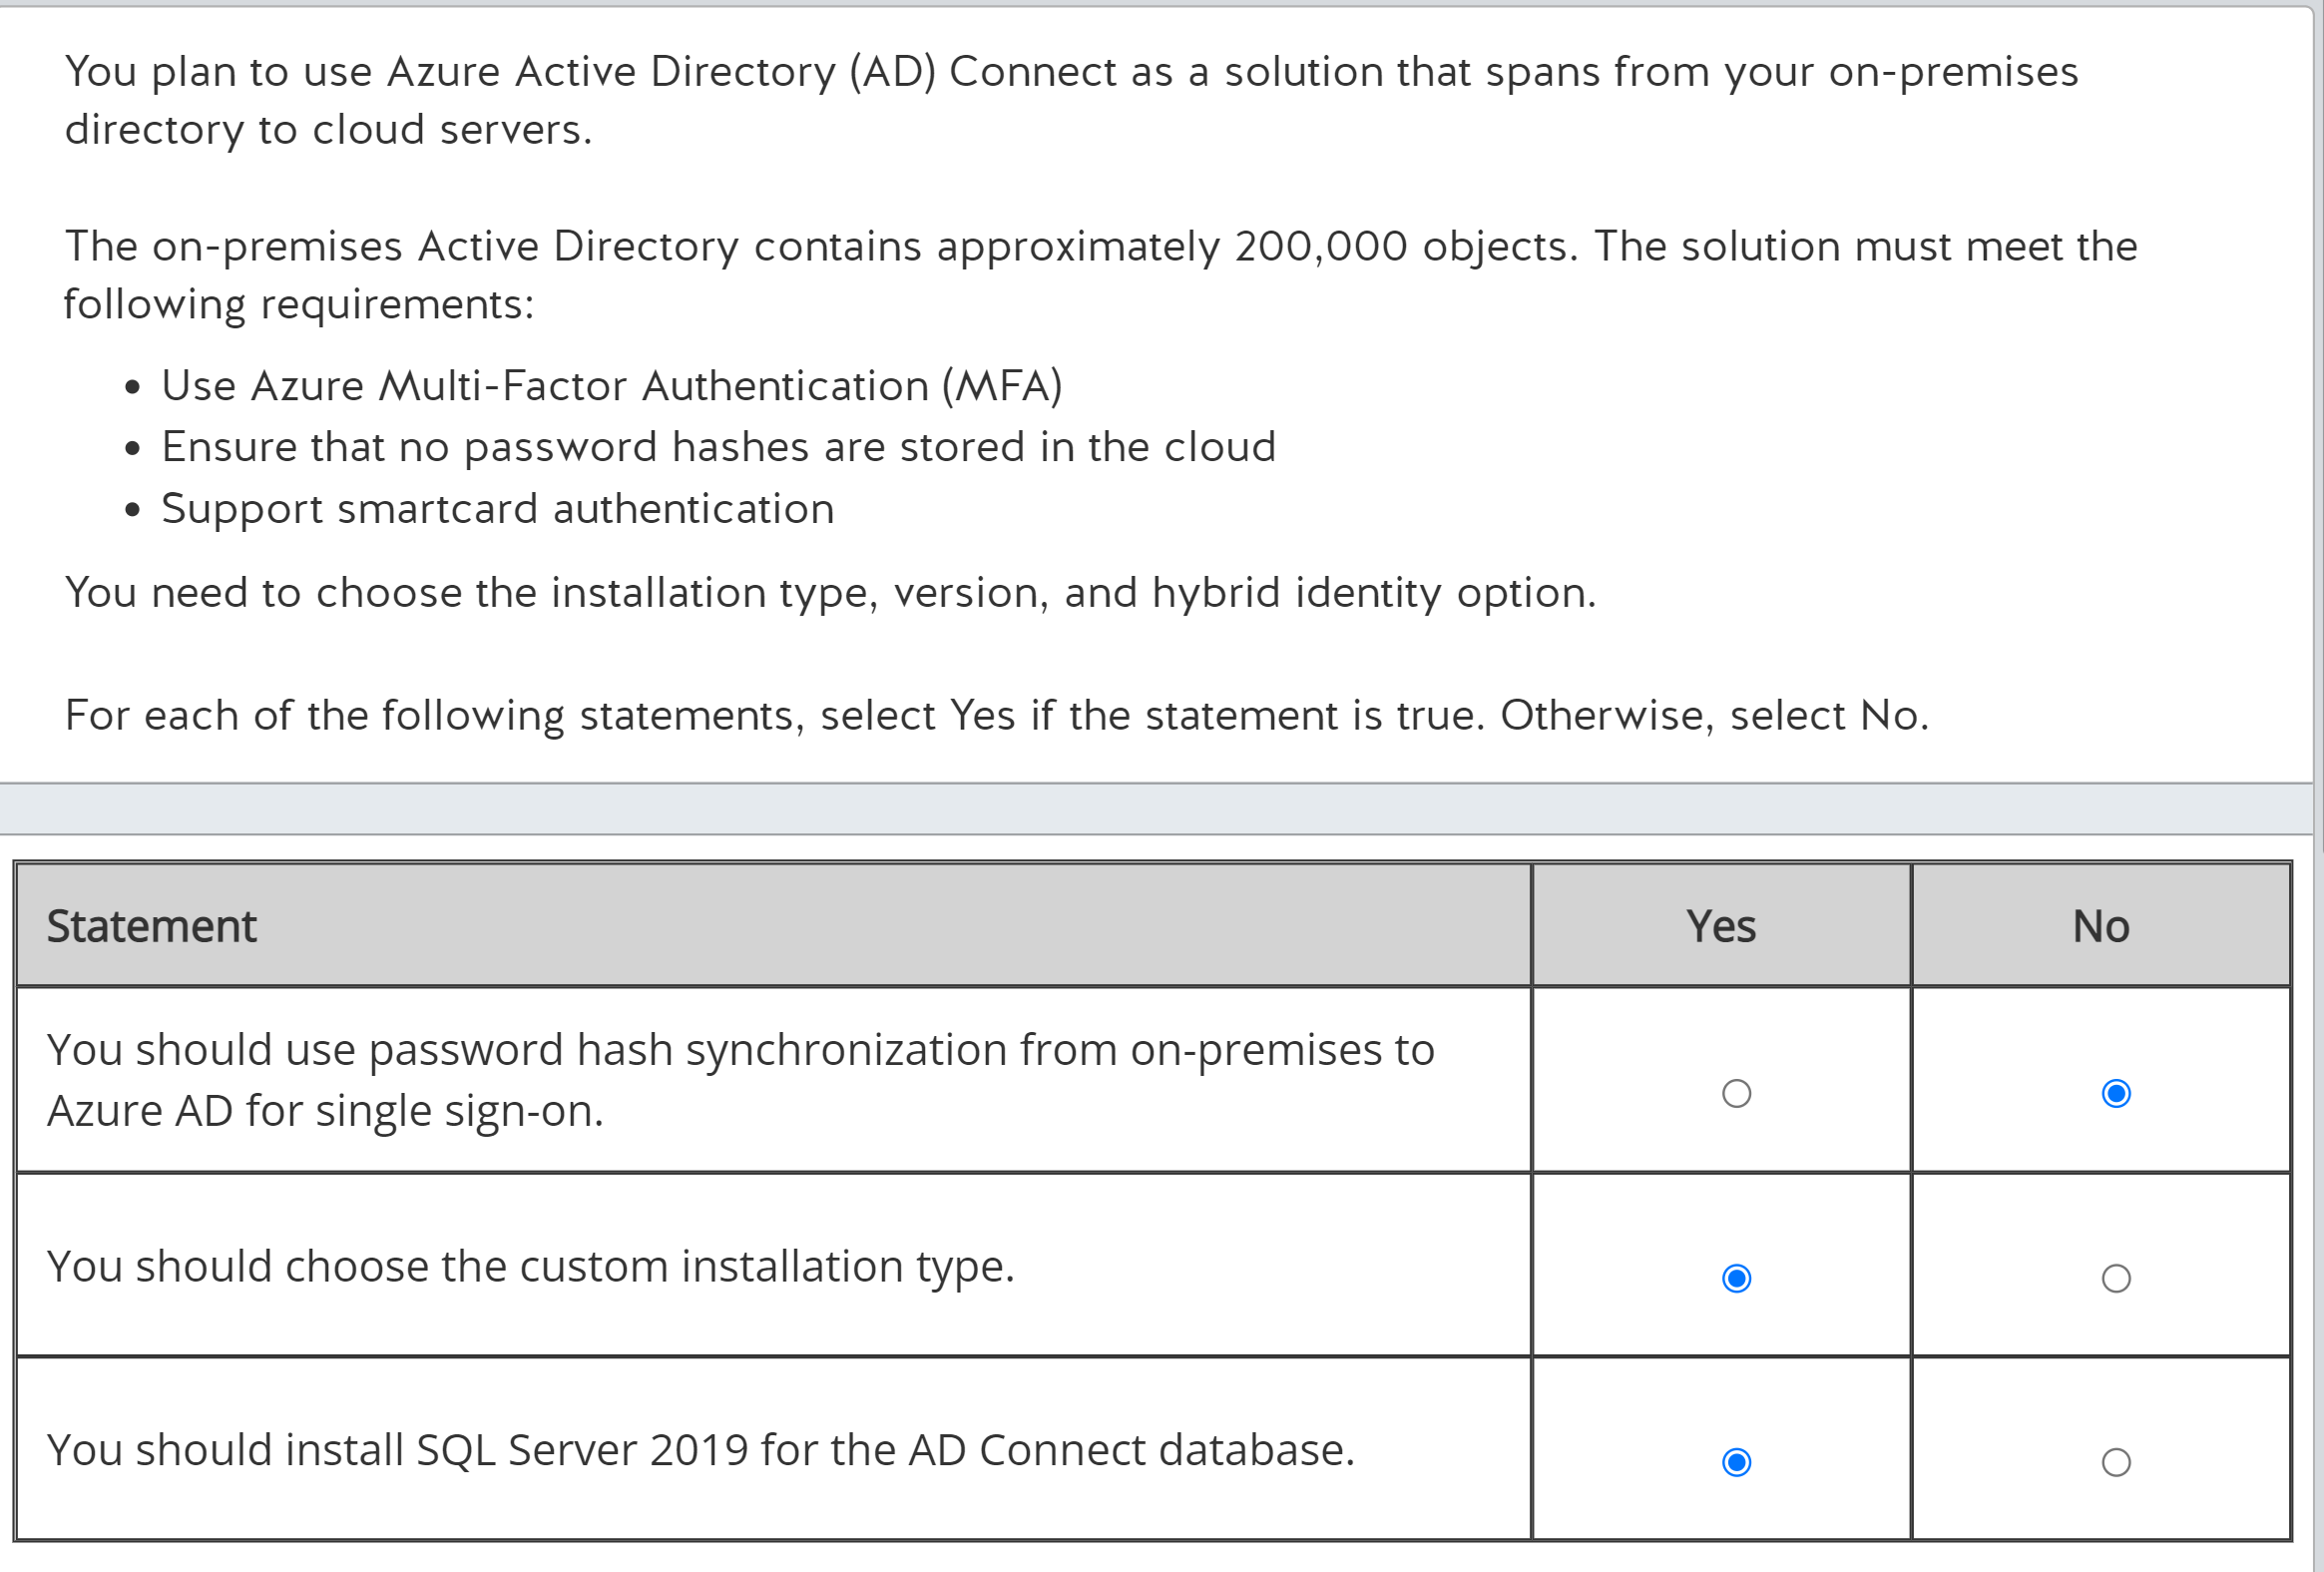 You plan to use Azure Active Directory (AD) Connect as a solution that spans from your on-premises
directory to cloud servers.
The on-premises Active Directory contains approximately 200,000 objects. The solution must meet the
following requirements:
• Use Azure Multi-Factor Authentication (MFA)
• Ensure that no password hashes are stored in the cloud
• Support smartcard authentication
You need to choose the installation type, version, and hybrid identity option.
For each of the following statements, select Yes if the statement is true. Otherwise, select No.
Statement Yes No
You should use password hash synchronization from on-premises to
Azure AD for single sign-on.
You should choose the custom installation type.
You should install SQL Server 2019 for the AD Connect database.